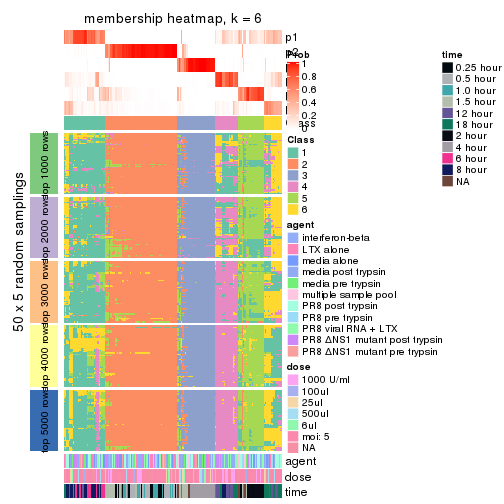 membership heatmap, k = 6
p1
p2
Prob
1
0.8
0.6
0.4
0.2
0
Class
1
2
3
4
5
6
agent
interferon-beta
LTX alone
media alone
media post trypsin
media pre trypsin
multiple sample pool
PR8 post trypsin
PR8 pre trypsin
PR8 viral RNA + LTX
PR8 ΔNS1 mutant post trypsin
PR8 ΔNS1 mutant pre trypsin
dose
1000 U/ml
100ul
25ul
500ul
6ul
moi: 5
NA
time
0.25 hour
0.5 hour
1.0 hour
1.5 hour
12 hour
18 hour
2 hour
4 hour
6 hour
8 hour
NA
50 x 5 random samplings
top 1000 rows
top 2000 rows
top 3000 rows
top 4000 rows
top 5000 rows
agent
dose
time